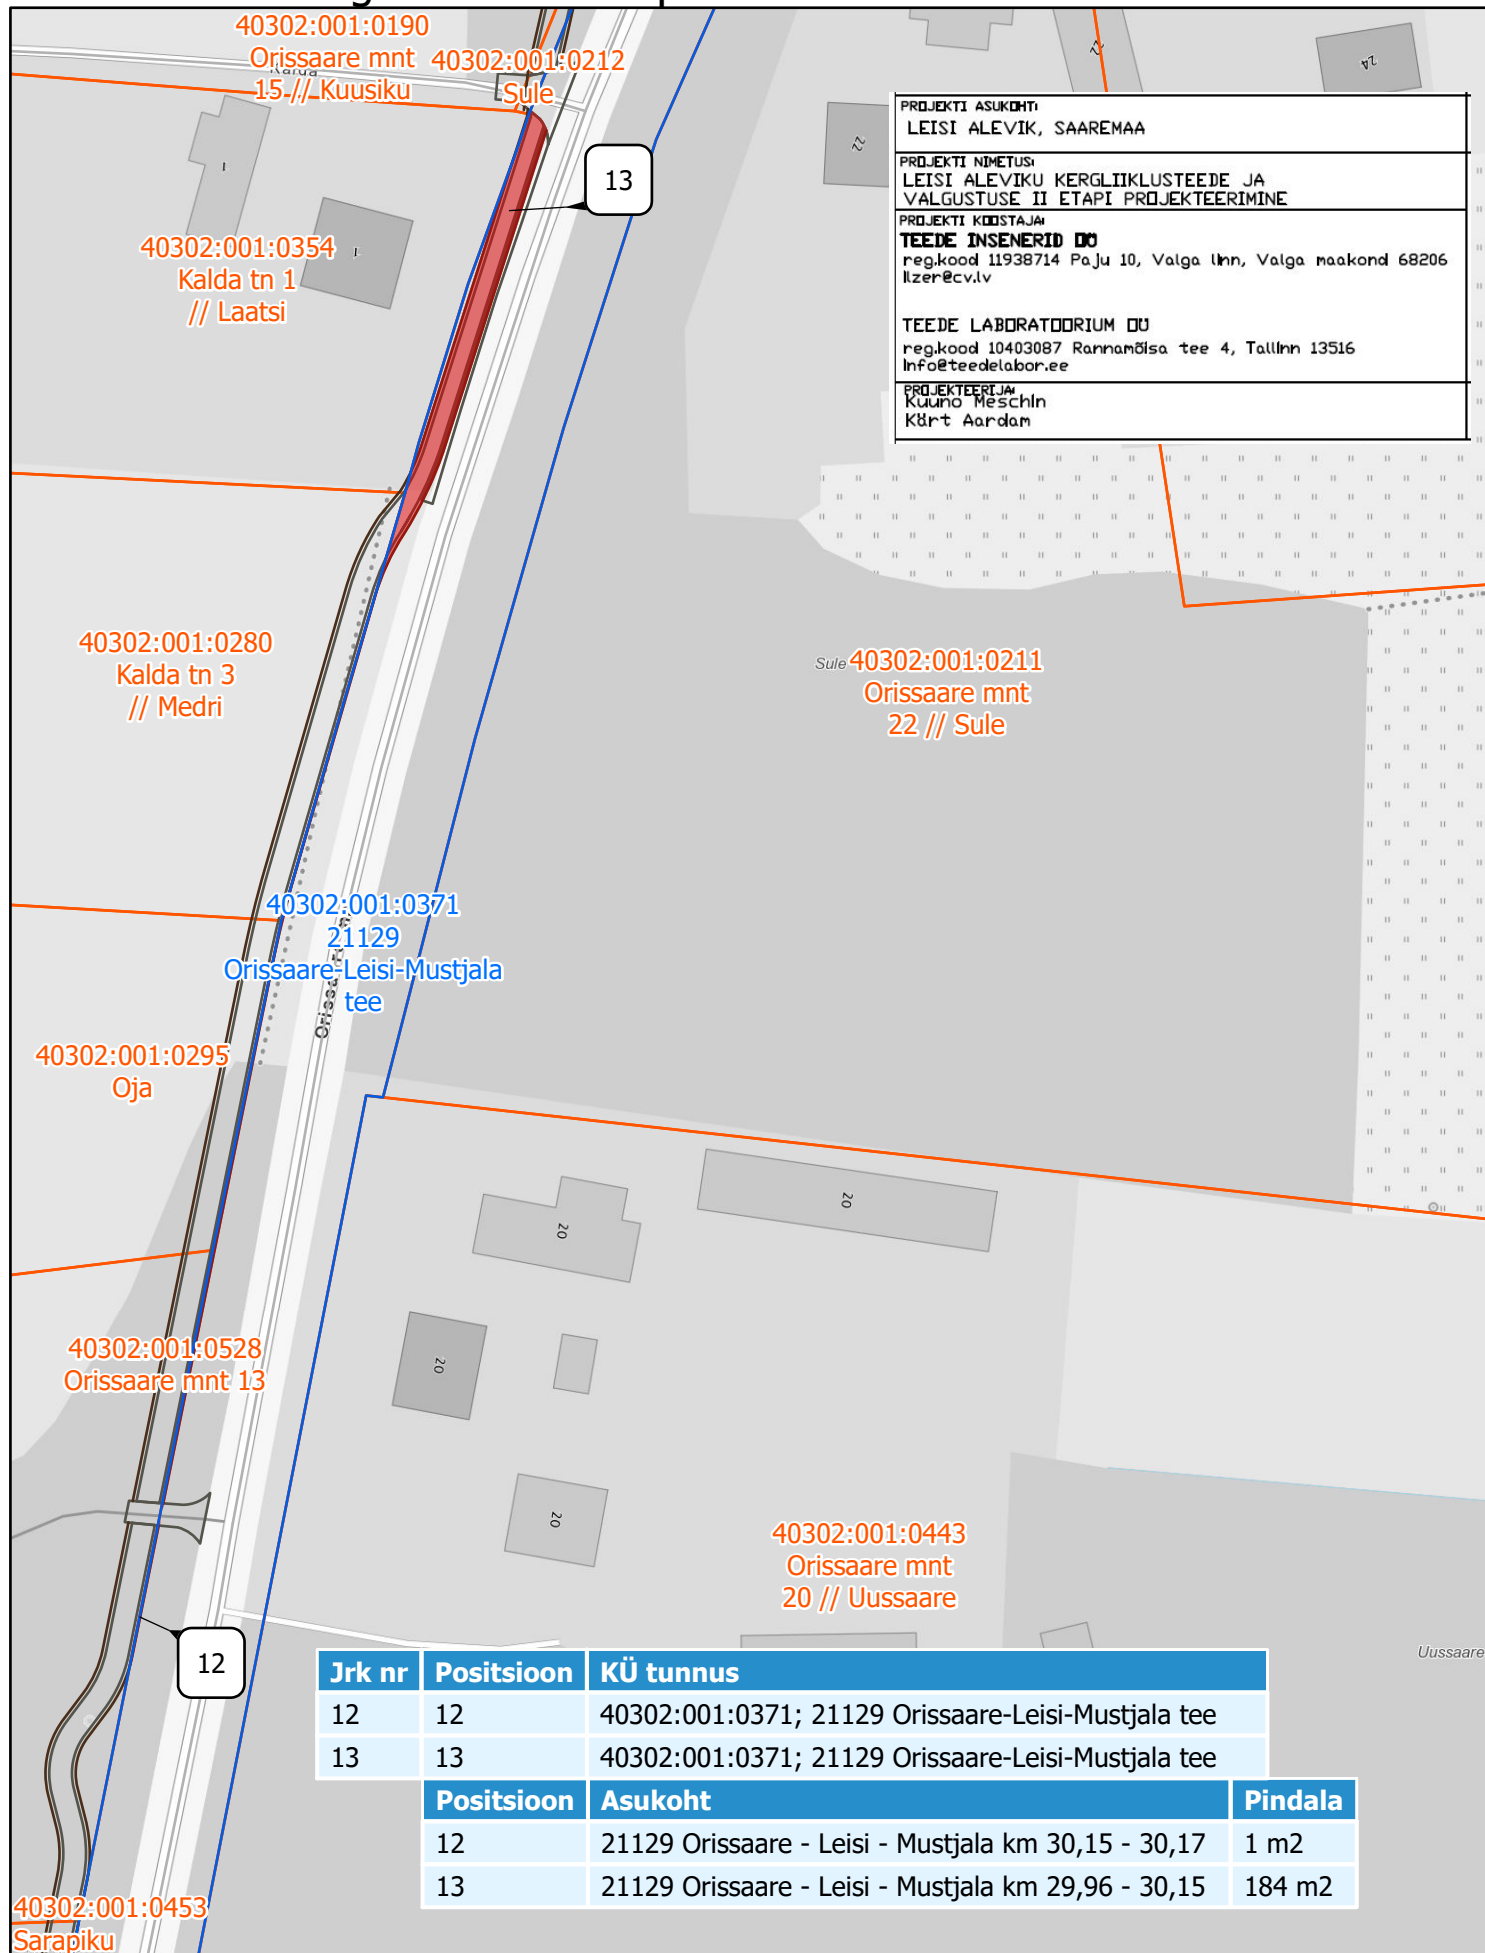 40302:001:0190
Orissaare mnt
15 // Kuusiku
Kalda
40302:001:0212
Sule
22
24
22
PROJEKTI ASUKOHT:
LEISI ALEVIK, SAAREMAA
PROJEKTI NIMETUS:
LEISI ALEVIKU KERGLIIKLUSTEEDE JA
VALGUSTUSE II ETAPI PROJEKTEERIMINE
PROJEKTI KOOSTAJA:
TEEDE INSENERID OÜ
reg.kood 11938714 Paju 10, Valga linn, Valga maakond 68206
ilzer@cv.lv
TEEDE LABORATOORIUM OÜ
reg.kood 10403087 Rannamõisa tee 4, Tallinn 13516
info@teedelabor.ee
PROJEKTEERIJA:
Kuuno Meschin
Kärt Aardam
13
1
1
40302:001:0354
Kalda tn 1
// Laatsi
40302:001:0280
Kalda tn 3
// Medri
Sule
40302:001:0211
Orissaare mnt
22 // Sule
40302:001:0371
21129
Orissaare-Leisi-Mustjala
tee
40302:001:0295
Oja
20
20
20
20
40302:001:0528
Orissaare mnt 13
40302:001:0443
Orissaare mnt
20 // Uussaare
Uussaare
12
Jrk nr Positsioon KÜ tunnus
12 12 40302:001:0371; 21129 Orissaare-Leisi-Mustjala tee
13 13 40302:001:0371; 21129 Orissaare-Leisi-Mustjala tee
Positsioon Asukoht Pindala
12 21129 Orissaare - Leisi - Mustjala km 30,15 - 30,17 1 m2
13 21129 Orissaare - Leisi - Mustjala km 29,96 - 30,15 184 m2
40302:001:0453
Sarapiku